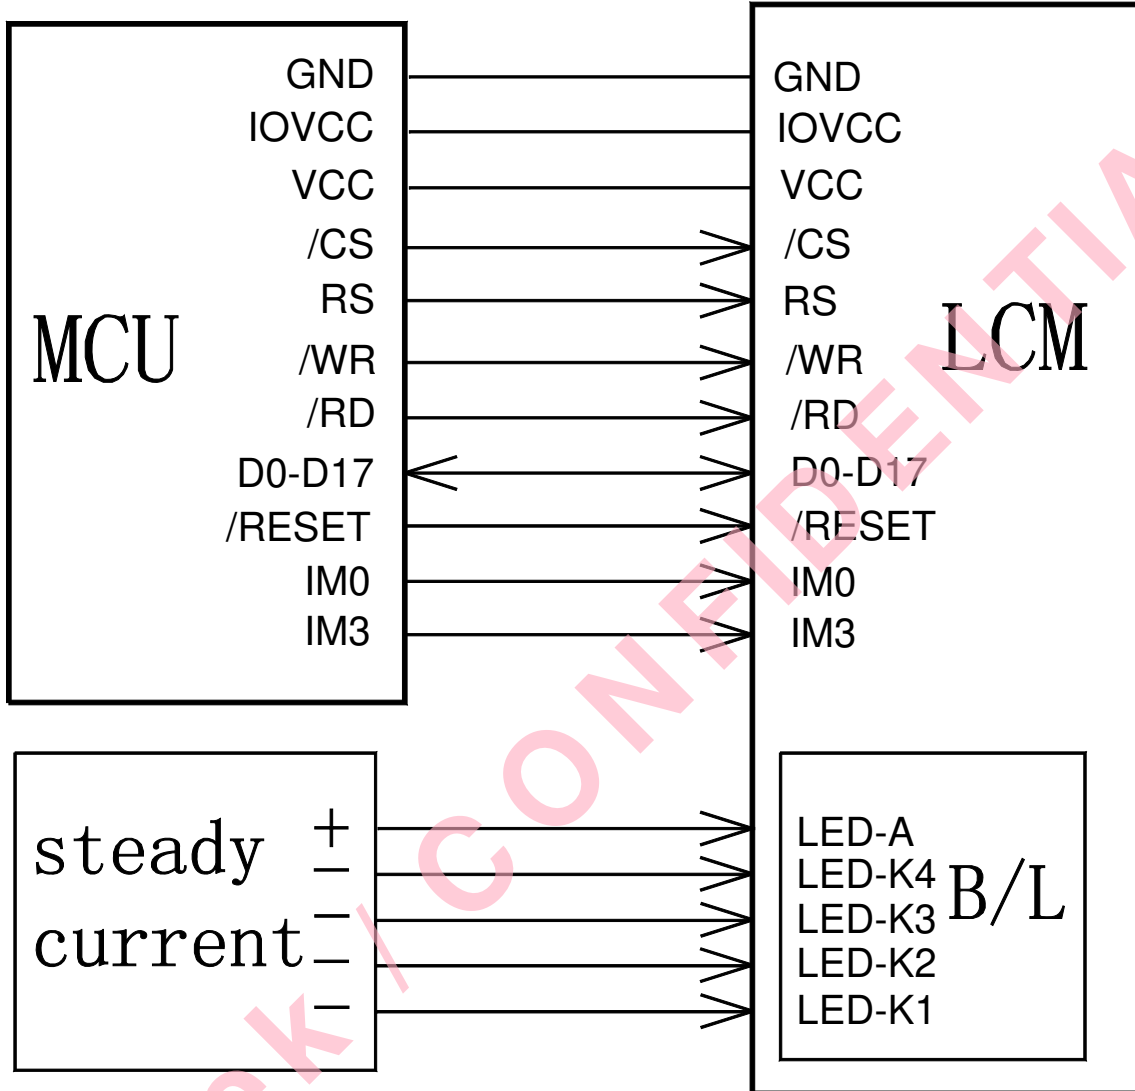 GND GND
IOVCC IOVCC
VCC VCC
/CS /CS
RS RS
MCU /WR /WR LCM
/RD /RD
D0-D17 D0-D17
/RESET /RESET
IM0 IM0
IM3 IM3
steady + LED-A
− LED-K4
current − LED-K3 B/L
− LED-K2
− LED-K1
k / CONFIDENTIA